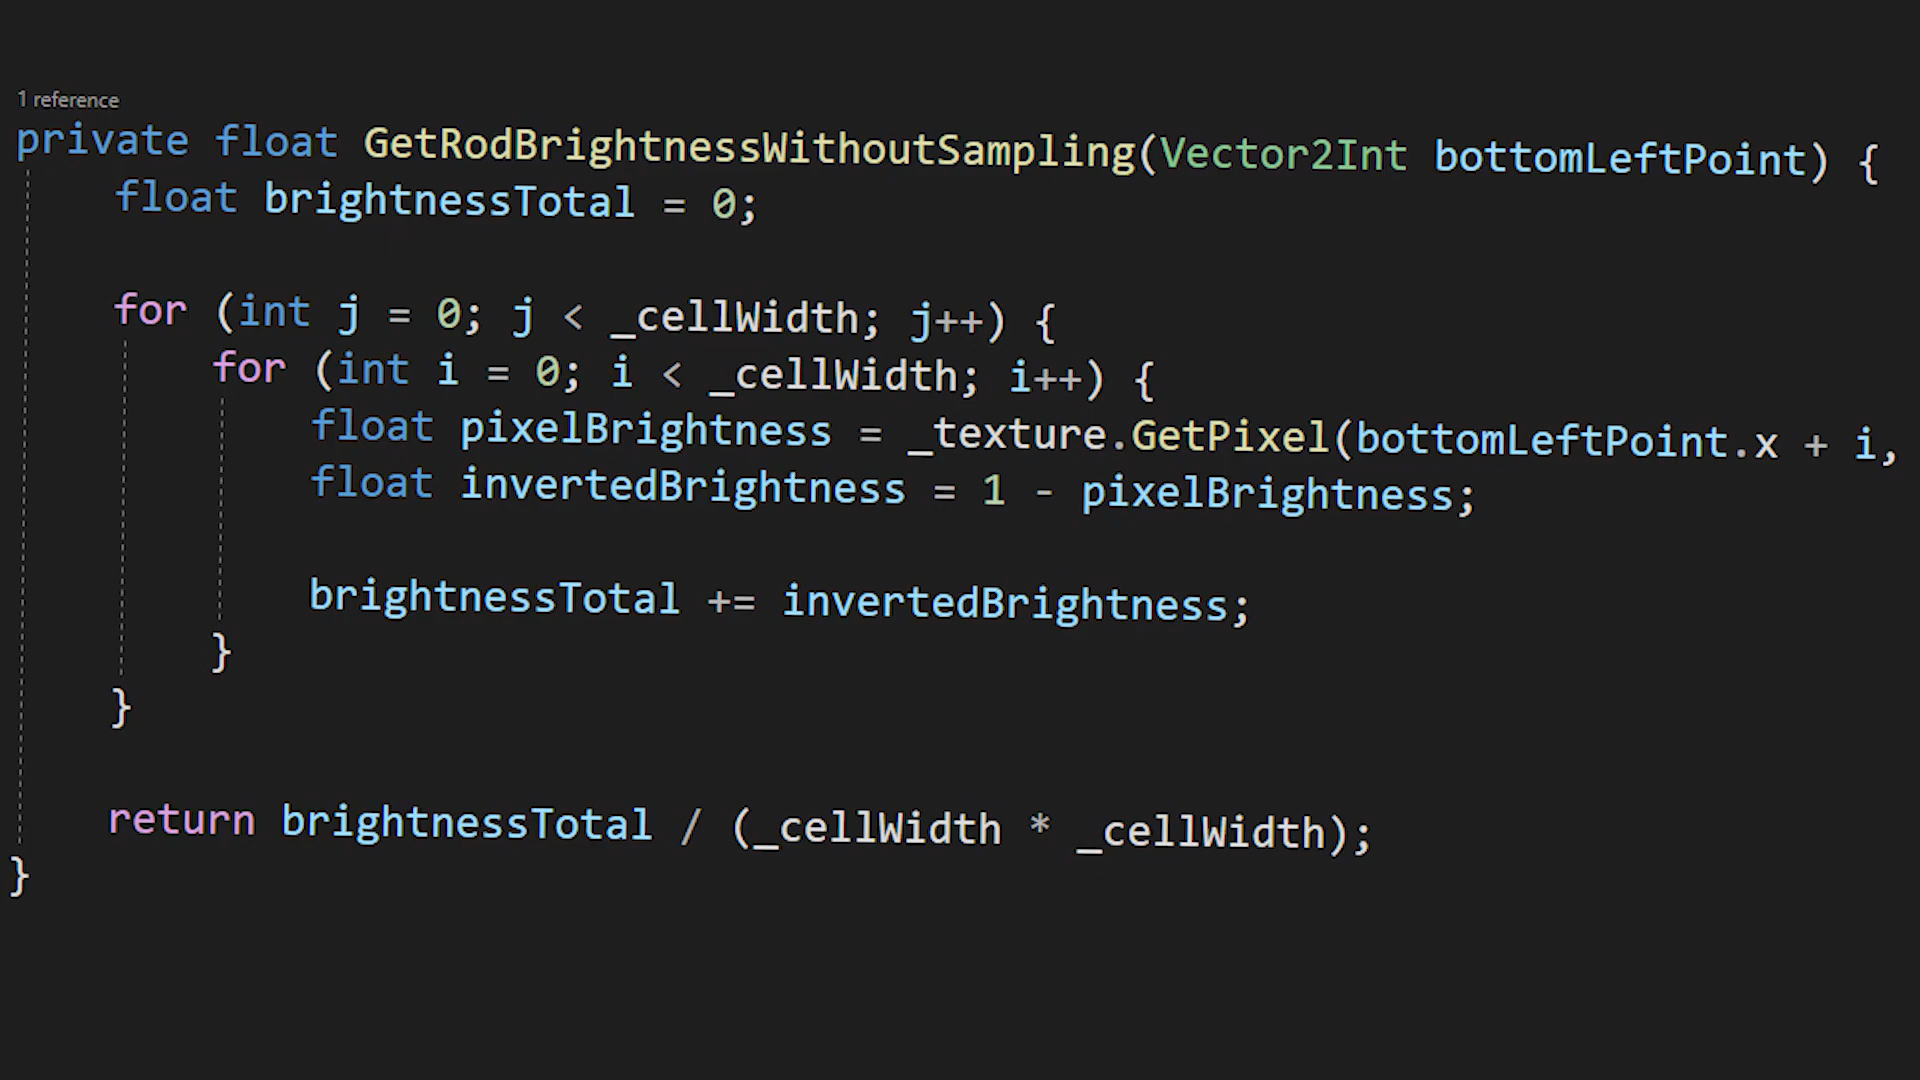 1 reference
private float GetRodBrightnessWithoutSampling(Vector2Int bottomLeftPoint) {
float brightnessTotal = 0;
for (int j = 0; j < _cellWidth; j++) {
for (int i = 0; i < _cellWidth; i++) {
float pixelBrightness = _texture.GetPixel(bottomLeftPoint.x + i,
float invertedBrightness = 1 - pixelBrightness;
brightnessTotal += invertedBrightness;
}
}
return brightnessTotal / (_cellWidth * _cellWidth);
}